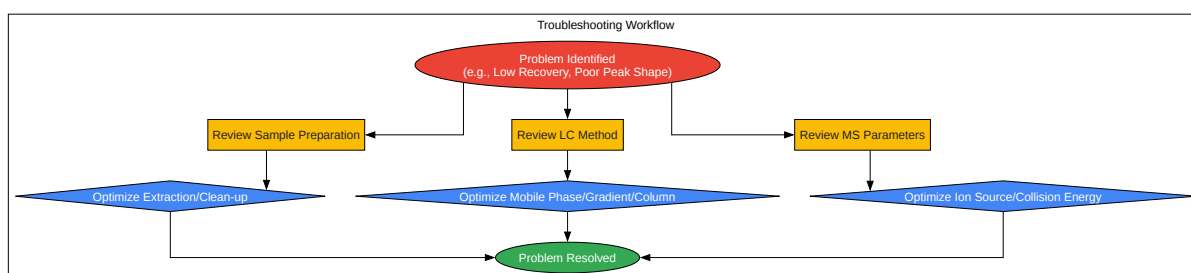 Troubleshooting Workflow
Problem Identified
(e.g., Low Recovery, Poor Peak Shape)
Review Sample Preparation
Review LC Method
Review MS Parameters
Optimize Extraction/Clean-up
Optimize Mobile Phase/Gradient/Column
Optimize Ion Source/Collision Energy
Problem Resolved